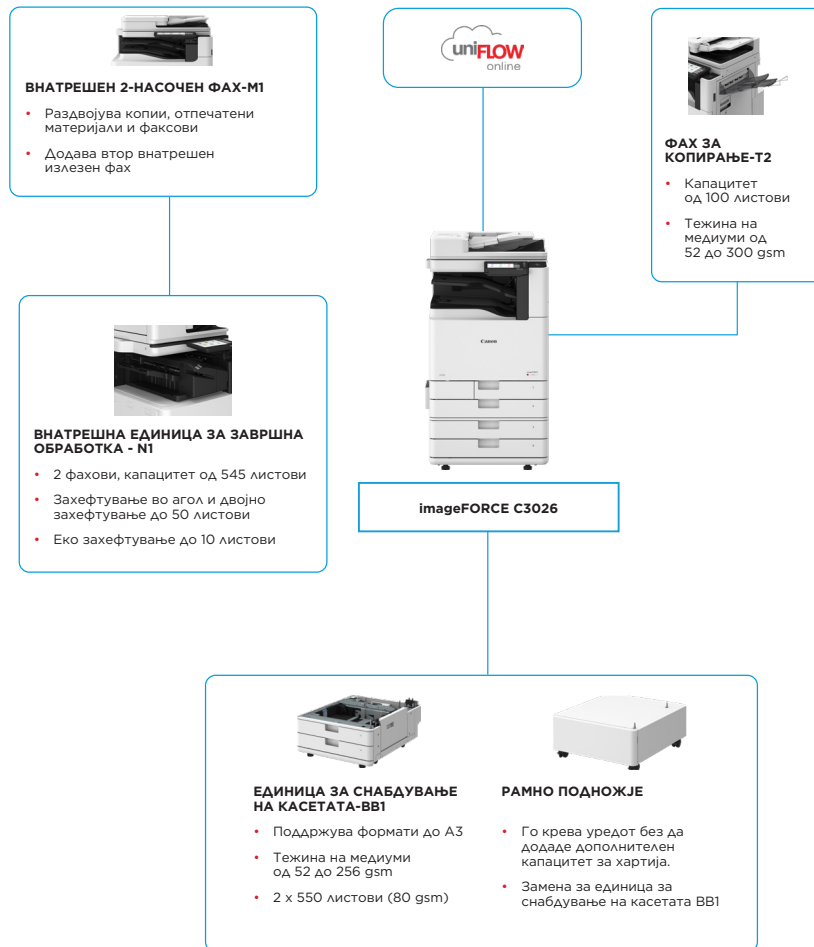 ВНАТРЕШЕН 2-НАСОЧЕН ФАХ-M1
• Раздвојува копии, отпечатени
материјали и факсови
• Додава втор внатрешен
излезен фах
uniFLOW
online
ФАХ ЗА
КОПИРАЊЕ-T2
• Капацитет
од 100 листови
• Тежина на
медиуми од
52 до 300 gsm
Canon
ВНАТРЕШНА ЕДИНИЦА ЗА ЗАВРШНА
ОБРАБОТКА - N1
• 2 фахови, капацитет од 545 листови
• Захефтување во агол и двојно
захефтување до 50 листови
• Еко захефтување до 10 листови
imageFORCE C3026
ЕДИНИЦА ЗА СНАБДУВАЊЕ
НА КАСЕТАТА-BB1
• Поддржува формати до A3
• Тежина на медиуми
од 52 до 256 gsm
• 2 x 550 листови (80 gsm)
РАМНО ПОДНОЖЈЕ
• Го крева уредот без да
додаде дополнителен
капацитет за хартија.
• Замена за единица за
снабдување на касетата BB1